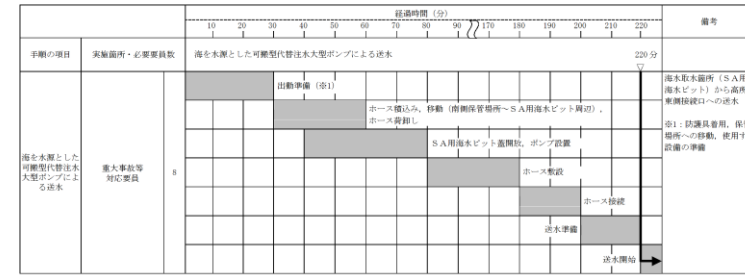 経過時間（分）
備考
10 20 30 40 50 60 70 80 90 170 180 190 200 210 220
手順の項目 実施箇所・必要要員数 海を水源とした可搬型代替注水大型ポンプによる送水
220 分
▽
出動準備（※1）
海水取水箇所（ＳＡ用
海水ピット）から高所
東側接続口への送水
ホース積込み，移動（南側保管場所～ＳＡ用海水ピット周辺），
ホース荷卸し
※1：防護具着用，保管
場所への移動，使用す
設備の準備
ＳＡ用海水ピット蓋開放，ポンプ設置
海を水源とした
可搬型代替注水
大型ポンプによ
る送水
重大事故等
対応要員
8
ホース敷設
ホース接続
送水準備
送水開始